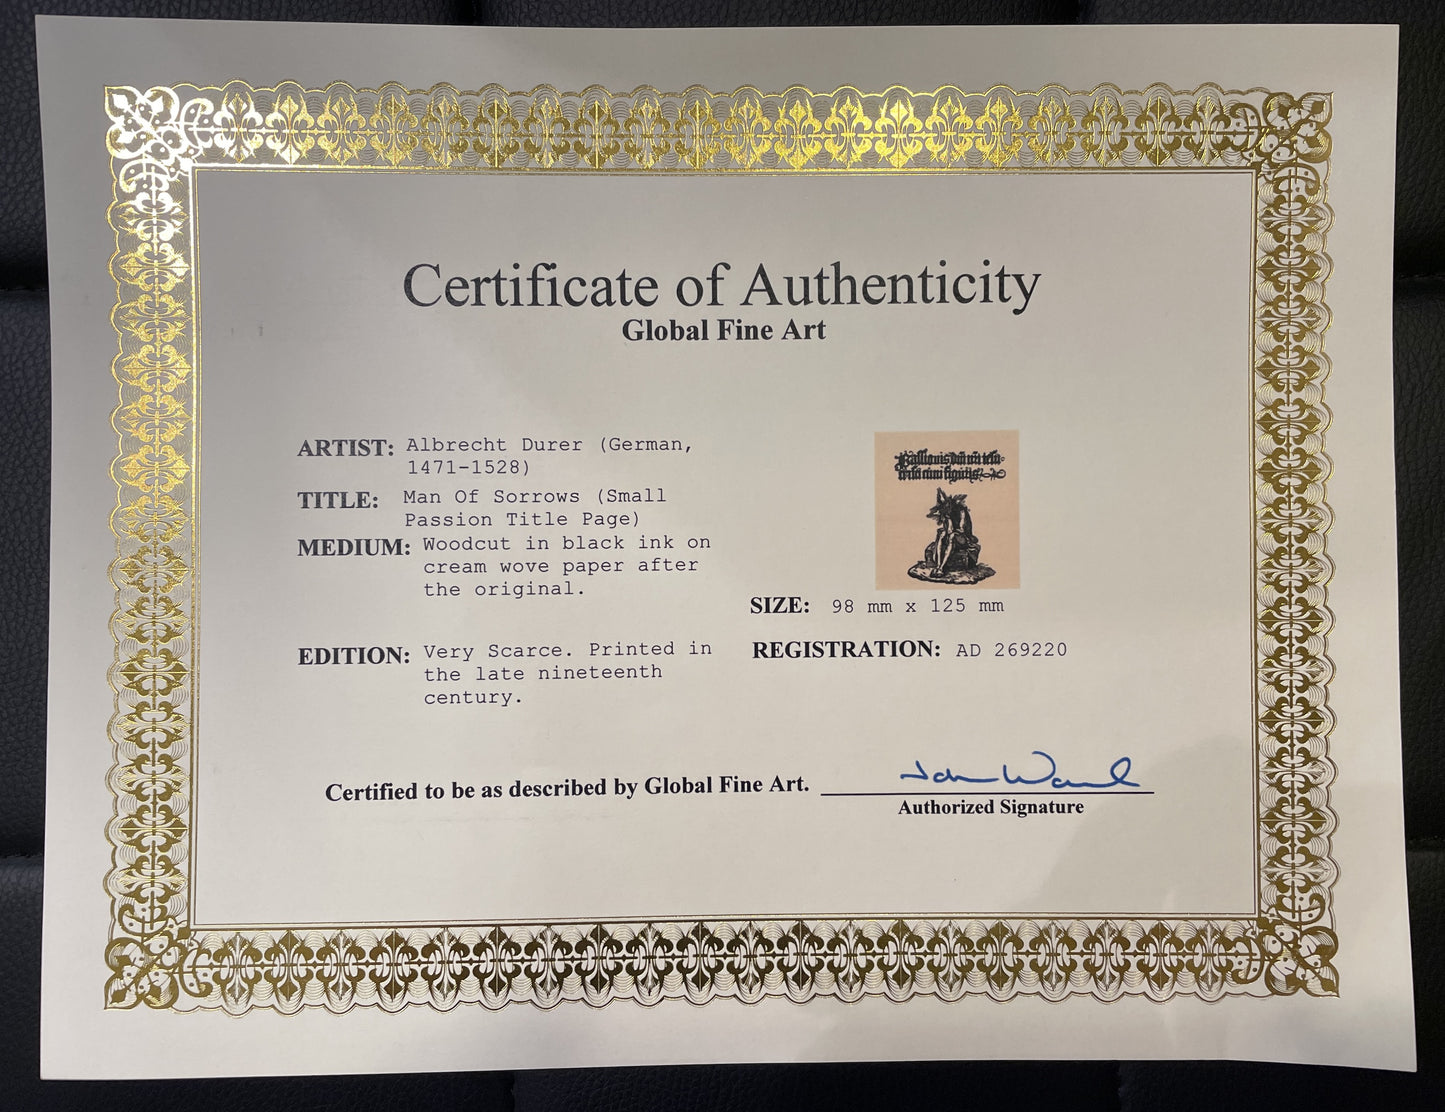 Certificate of Authenticity
Global Fine Art
ARTIST: Albrecht Durer (German,
1471-1528)
TITLE: Man Of Sorrows (Small
Passion Title Page)
MEDIUM: Woodcut in black ink on
cream wove paper after
the original.
EDITION: Very Scarce. Printed in
the late nineteenth
century.
SIZE: 98 mm x 125 mm
REGISTRATION: AD 269220
Certified to be as described by Global Fine Art.
Authorized Signature